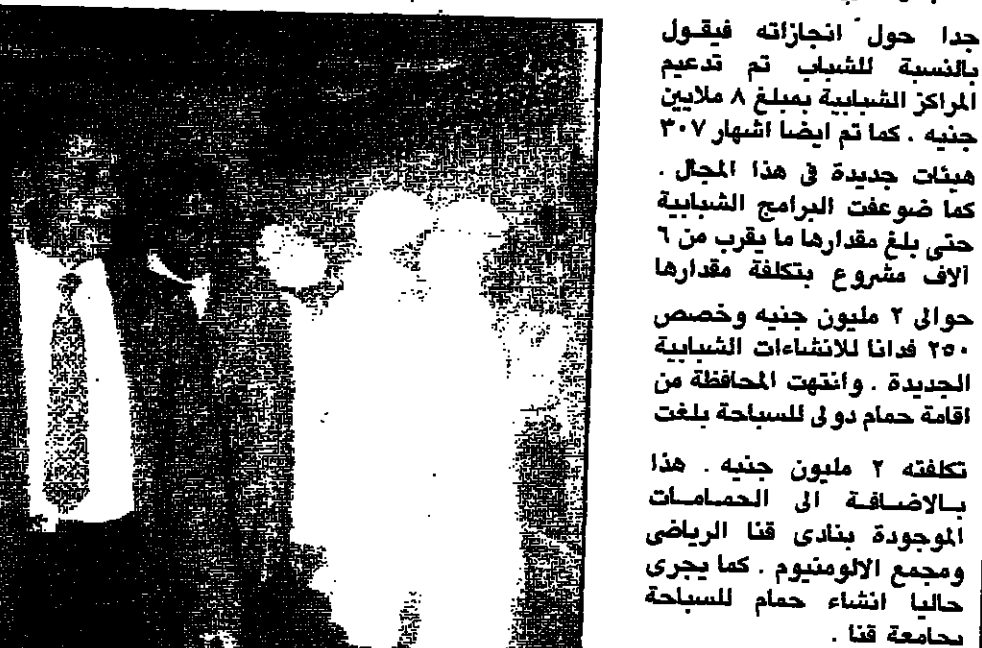 جدا حول انجازاته فيقول
بالنسبة للشباب تم تدعيم
المراكز الشبابية بمبلغ ٨ ملايين
جنيه . كما تم ايضا اشهار ٣٠٧
هيئات جديدة فى هذا المجال .
كما ضوعفت البرامج الشبابية
حتى بلغ مقدارها ما يقرب من ٦
آلاف مشروع بتكلفة مقدارها
حوالى ٢ مليون جنيه وخصص
٢٥٠ فدانا للانشاءات الشبابية
الجديدة . وانتهت المحافظة من
اقامة حمام دولى للسباحة بلغت
تكلفته ٢ مليون جنيه . هذا
بالاضافة الى الحمامات
الموجودة بنادى قنا الرياضى
ومجمع الالومنيوم . كما يجرى
حاليا انشاء حمام للسباحة
بجامعة قنا .